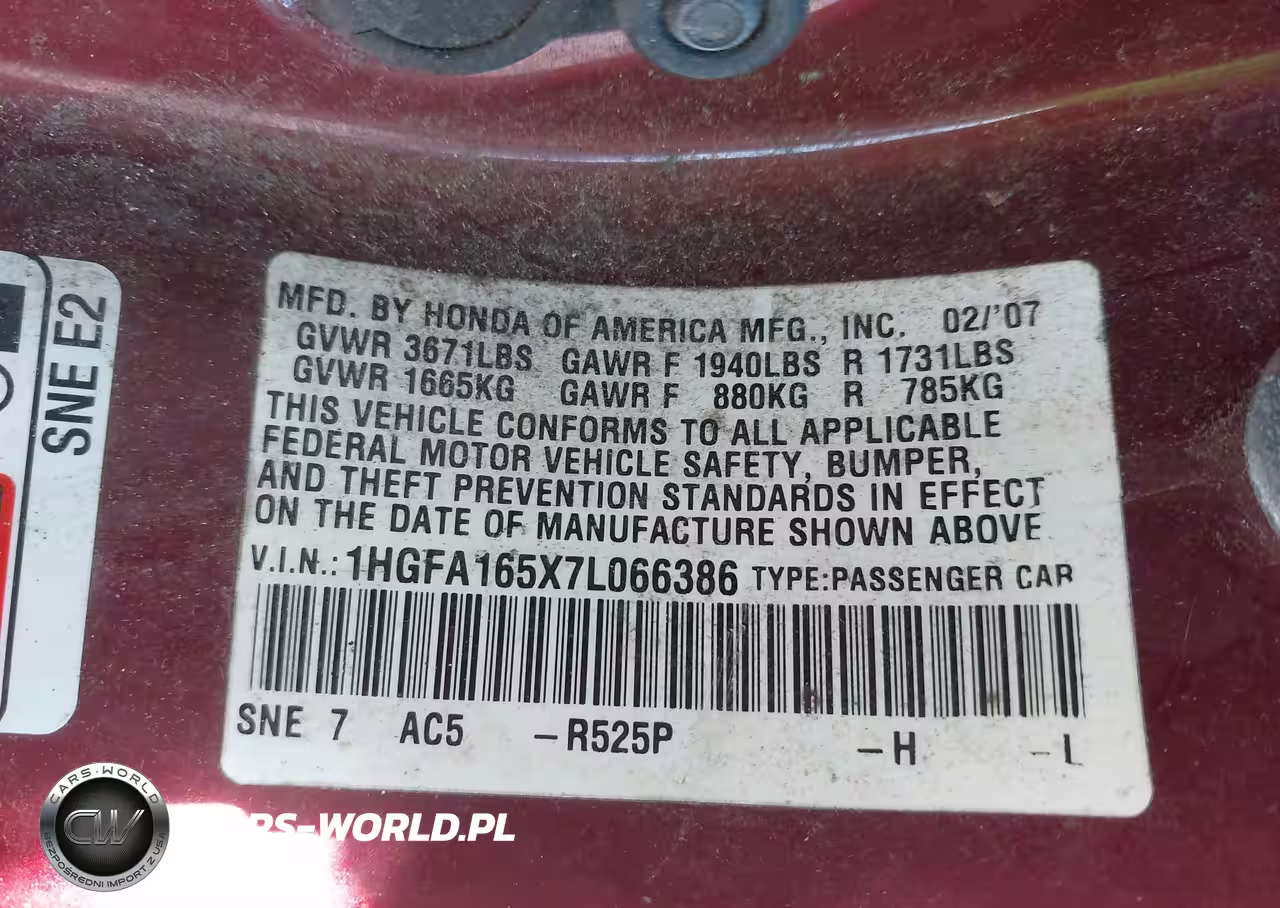 MFD. BY HONDA OF AMERICA MFG., INC. 02/'07
GVWR 3671LBS GAWR F 1940LBS R 1731LBS
GVWR 1665KG GAWR F 880KG R 785KG
THIS VEHICLE CONFORMS TO ALL APPLICABLE
FEDERAL MOTOR VEHICLE SAFETY, BUMPER,
AND THEFT PREVENTION STANDARDS IN EFFECT
ON THE DATE OF MANUFACTURE SHOWN ABOVE.
V.I.N.: 1HGFA165X7L066386 TYPE:PASSENGER CAR
SNE 7 AC5 –R525P –H –L
SNE E2
CARS·WORLD
CW
BEZPOŚREDNI IMPORT Z USA
RS-WORLD.PL